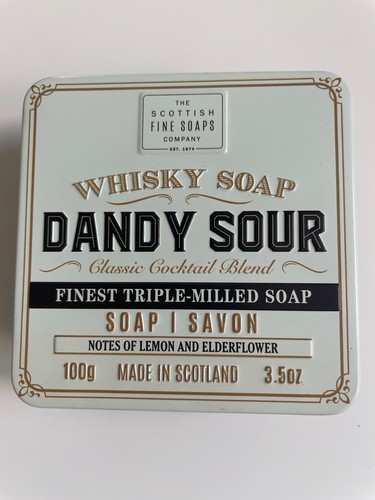 THE
SCOTTISH
FINE SOAPS
COMPANY
EST. 1974
WHISKY SOAP
DANDY SOUR
Classic Cocktail Blend
FINEST TRIPLE-MILLED SOAP
SOAP | SAVON
NOTES OF LEMON AND ELDERFLOWER
100g MADE IN SCOTLAND 3.5oz